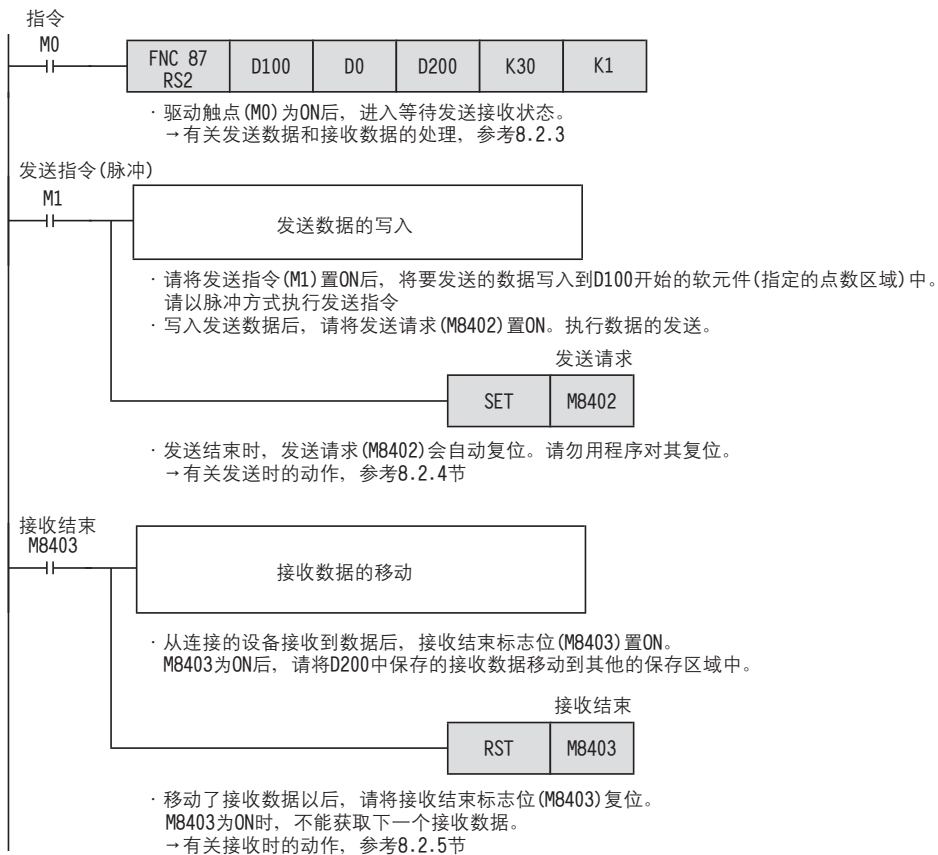 指令
M0
FNC 87
RS2
D100
D0
D200
K30
K1
·驱动触点(M0)为ON后，进入等待发送接收状态。
→有关发送数据和接收数据的处理，参考8.2.3
发送指令(脉冲)
M1
发送数据的写入
·请将发送指令(M1)置ON后，将要发送的数据写入到D100开始的软元件(指定的点数区域)中。
请以脉冲方式执行发送指令
·写入发送数据后，请将发送请求(M8402)置ON。执行数据的发送。
发送请求
SET
M8402
·发送结束时，发送请求(M8402)会自动复位。请勿用程序对其复位。
→有关发送时的动作，参考8.2.4节
接收结束
M8403
接收数据的移动
·从连接的设备接收到数据后，接收结束标志位(M8403)置ON。
M8403为ON后，请将D200中保存的接收数据移动到其他的保存区域中。
接收结束
RST
M8403
·移动了接收数据以后，请将接收结束标志位(M8403)复位。
M8403为ON时，不能获取下一个接收数据。
→有关接收时的动作，参考8.2.5节